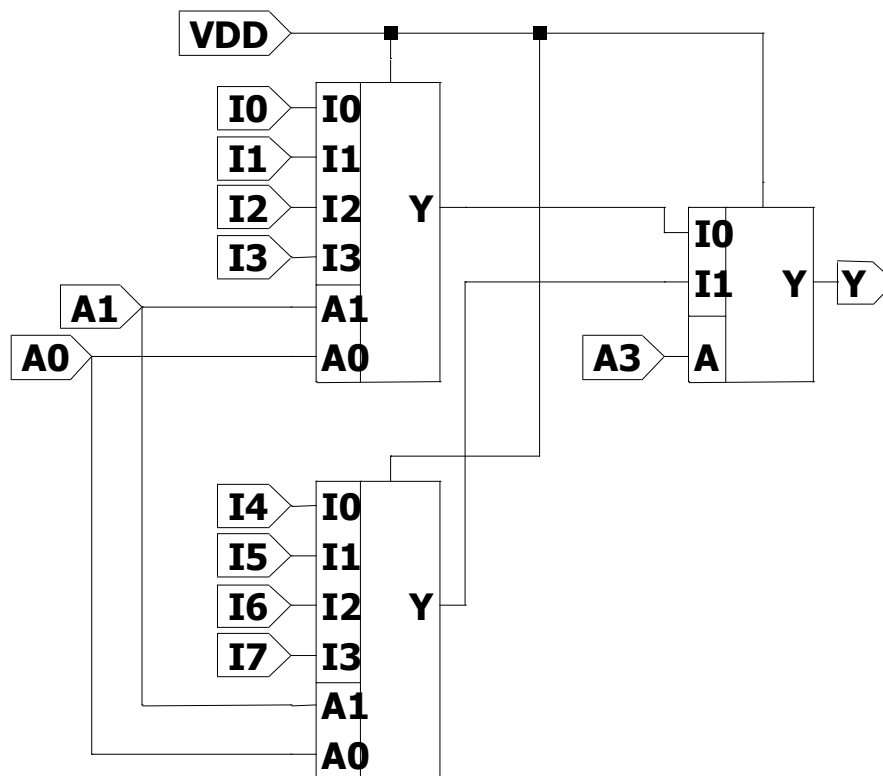 VDD
I0 I0
I1 I1
I2 I2 Y
I3 I3
A1 A1
A0 A0
I0
I1 Y Y
A3 A
I4 I0
I5 I1
I6 I2 Y
I7 I3
A1
A0